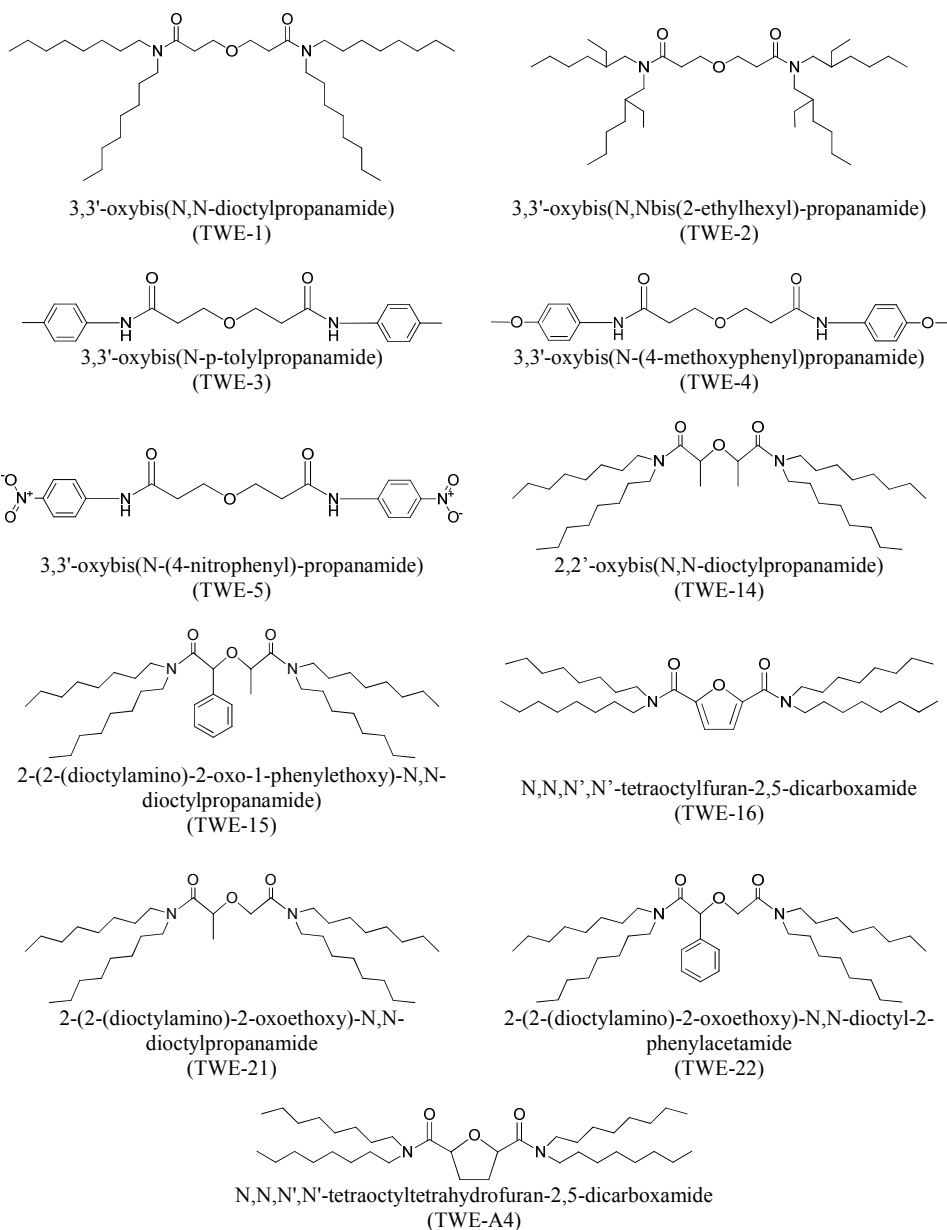 3,3'-oxybis(N,N-dioctylpropanamide)
(TWE-1)
3,3'-oxybis(N,Nbis(2-ethylhexyl)-propanamide)
(TWE-2)
3,3'-oxybis(N-p-tolylpropanamide)
(TWE-3)
3,3'-oxybis(N-(4-methoxyphenyl)propanamide)
(TWE-4)
3,3'-oxybis(N-(4-nitrophenyl)-propanamide)
(TWE-5)
2,2’-oxybis(N,N-dioctylpropanamide)
(TWE-14)
2-(2-(dioctylamino)-2-oxo-1-phenylethoxy)-N,N-
dioctylpropanamide)
(TWE-15)
N,N,N’,N’-tetraoctylfuran-2,5-dicarboxamide
(TWE-16)
2-(2-(dioctylamino)-2-oxoethoxy)-N,N-
dioctylpropanamide
(TWE-21)
2-(2-(dioctylamino)-2-oxoethoxy)-N,N-dioctyl-2-
phenylacetamide
(TWE-22)
N,N,N',N'-tetraoctyltetrahydrofuran-2,5-dicarboxamide
(TWE-A4)